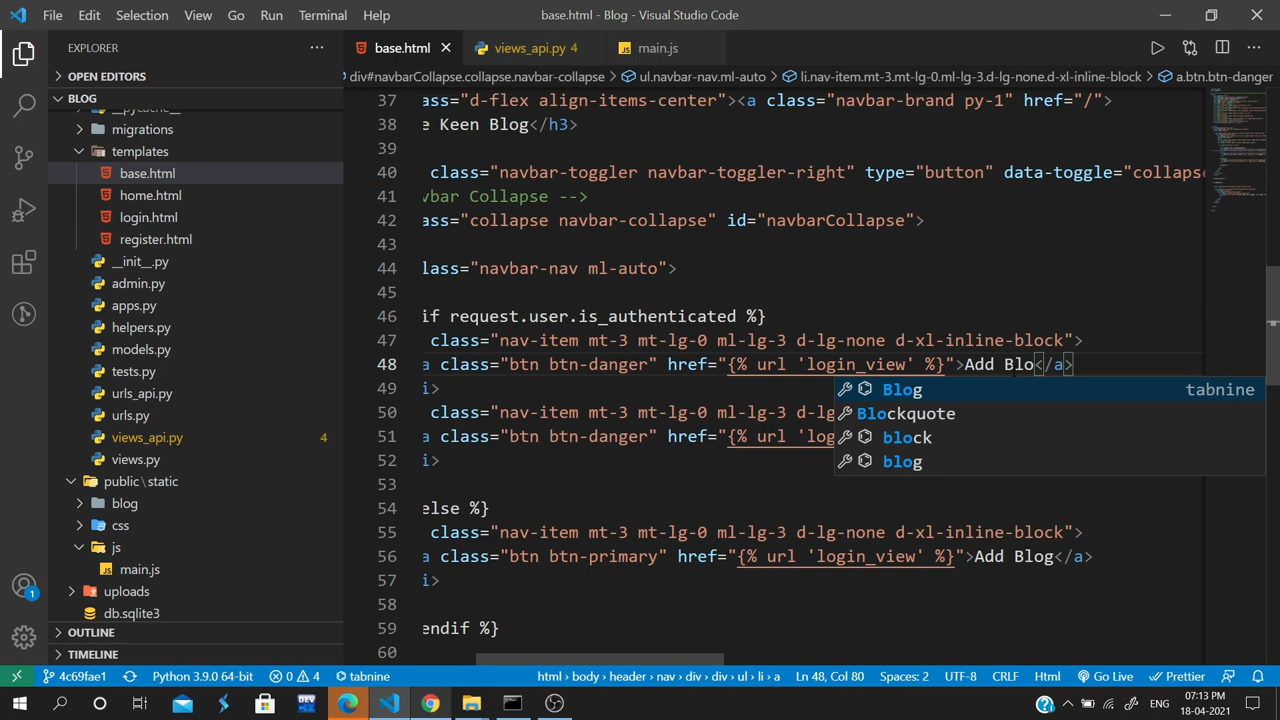 File Edit Selection View Go Run Terminal Help
base.html - Blog - Visual Studio Code
EXPLORER
OPEN EDITORS
BLOG
__pycache__
migrations
templates
base.html
home.html
login.html
register.html
__init__.py
admin.py
apps.py
helpers.py
models.py
tests.py
urls_api.py
urls.py
views_api.py 4
views.py
public\static
blog
css
js
main.js
uploads
db.sqlite3
OUTLINE
TIMELINE
1
base.html views_api.py 4 main.js
div#navbarCollapse.collapse.navbar-collapse > ul.navbar-nav.ml-auto > li.nav-item.mt-3.mt-lg-0.ml-lg-3.d-lg-none.d-xl-inline-block > a.btn.btn-danger
37 ass="d-flex align-items-center"><a class="navbar-brand py-1" href="/">
38 e Keen Blog</h3>
39
40 class="navbar-toggler navbar-toggler-right" type="button" data-toggle="collaps
41 vbar Collapse -->
42 ass="collapse navbar-collapse" id="navbarCollapse">
43
44 lass="navbar-nav ml-auto">
45
46 if request.user.is_authenticated %}
47 class="nav-item mt-3 mt-lg-0 ml-lg-3 d-lg-none d-xl-inline-block">
48 a class="btn btn-danger" href="{% url 'login_view' %}">Add Blo</a>
49 i>
50 class="nav-item mt-3 mt-lg-0 ml-lg-3
51 a class="btn btn-danger" href="{% url 'log
52 i>
53
54 else %}
55 class="nav-item mt-3 mt-lg-0 ml-lg-3 d-lg-none d-xl-inline-block">
56 a class="btn btn-primary" href="{% url 'login_view' %}">Add Blog</a>
57 i>
58
59 endif %}
60
Blog tabnine
Blockquote
block
blog
4c69fae1 Python 3.9.0 64-bit 0 4 tabnine html > body > header > nav > div > div > ul > li > a Ln 48, Col 80 Spaces: 2 UTF-8 CRLF Html Go Live Prettier
ENG
07:13 PM
18-04-2021